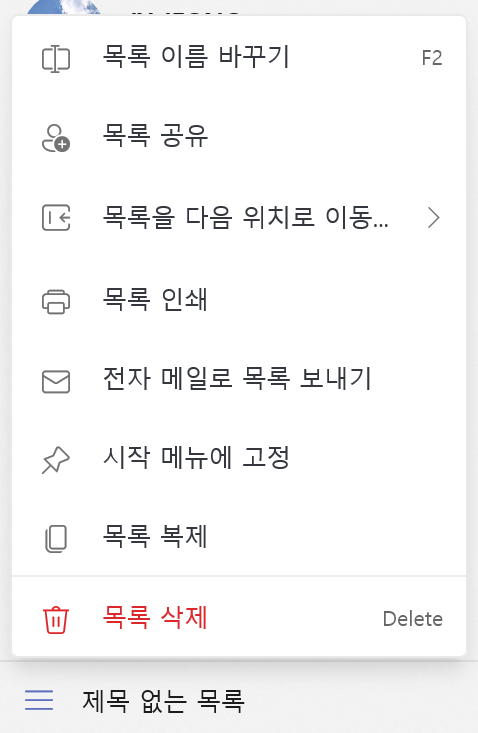 목록 이름 바꾸기 F2
목록 공유
목록을 다음 위치로 이동...
목록 인쇄
전자 메일로 목록 보내기
시작 메뉴에 고정
목록 복제
목록 삭제 Delete
제목 없는 목록